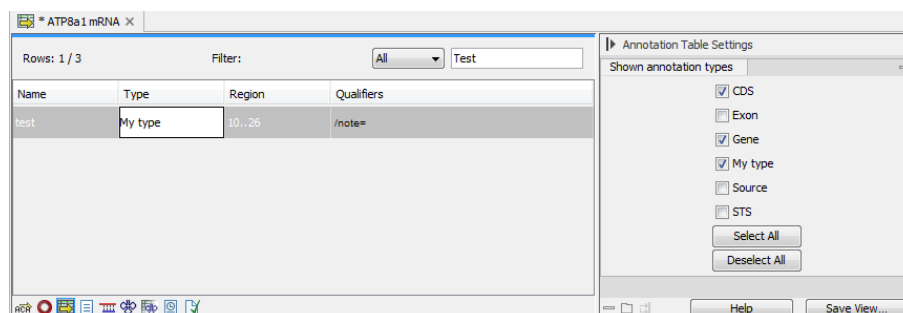 * ATP8a1 mRNA
Rows: 1 / 3 Filter: All Test
Name Type Region Qualifiers
test My type 10..26 /note=
Annotation Table Settings
Shown annotation types
CDS
Exon
Gene
My type
Source
STS
Select All
Deselect All
Help Save View...